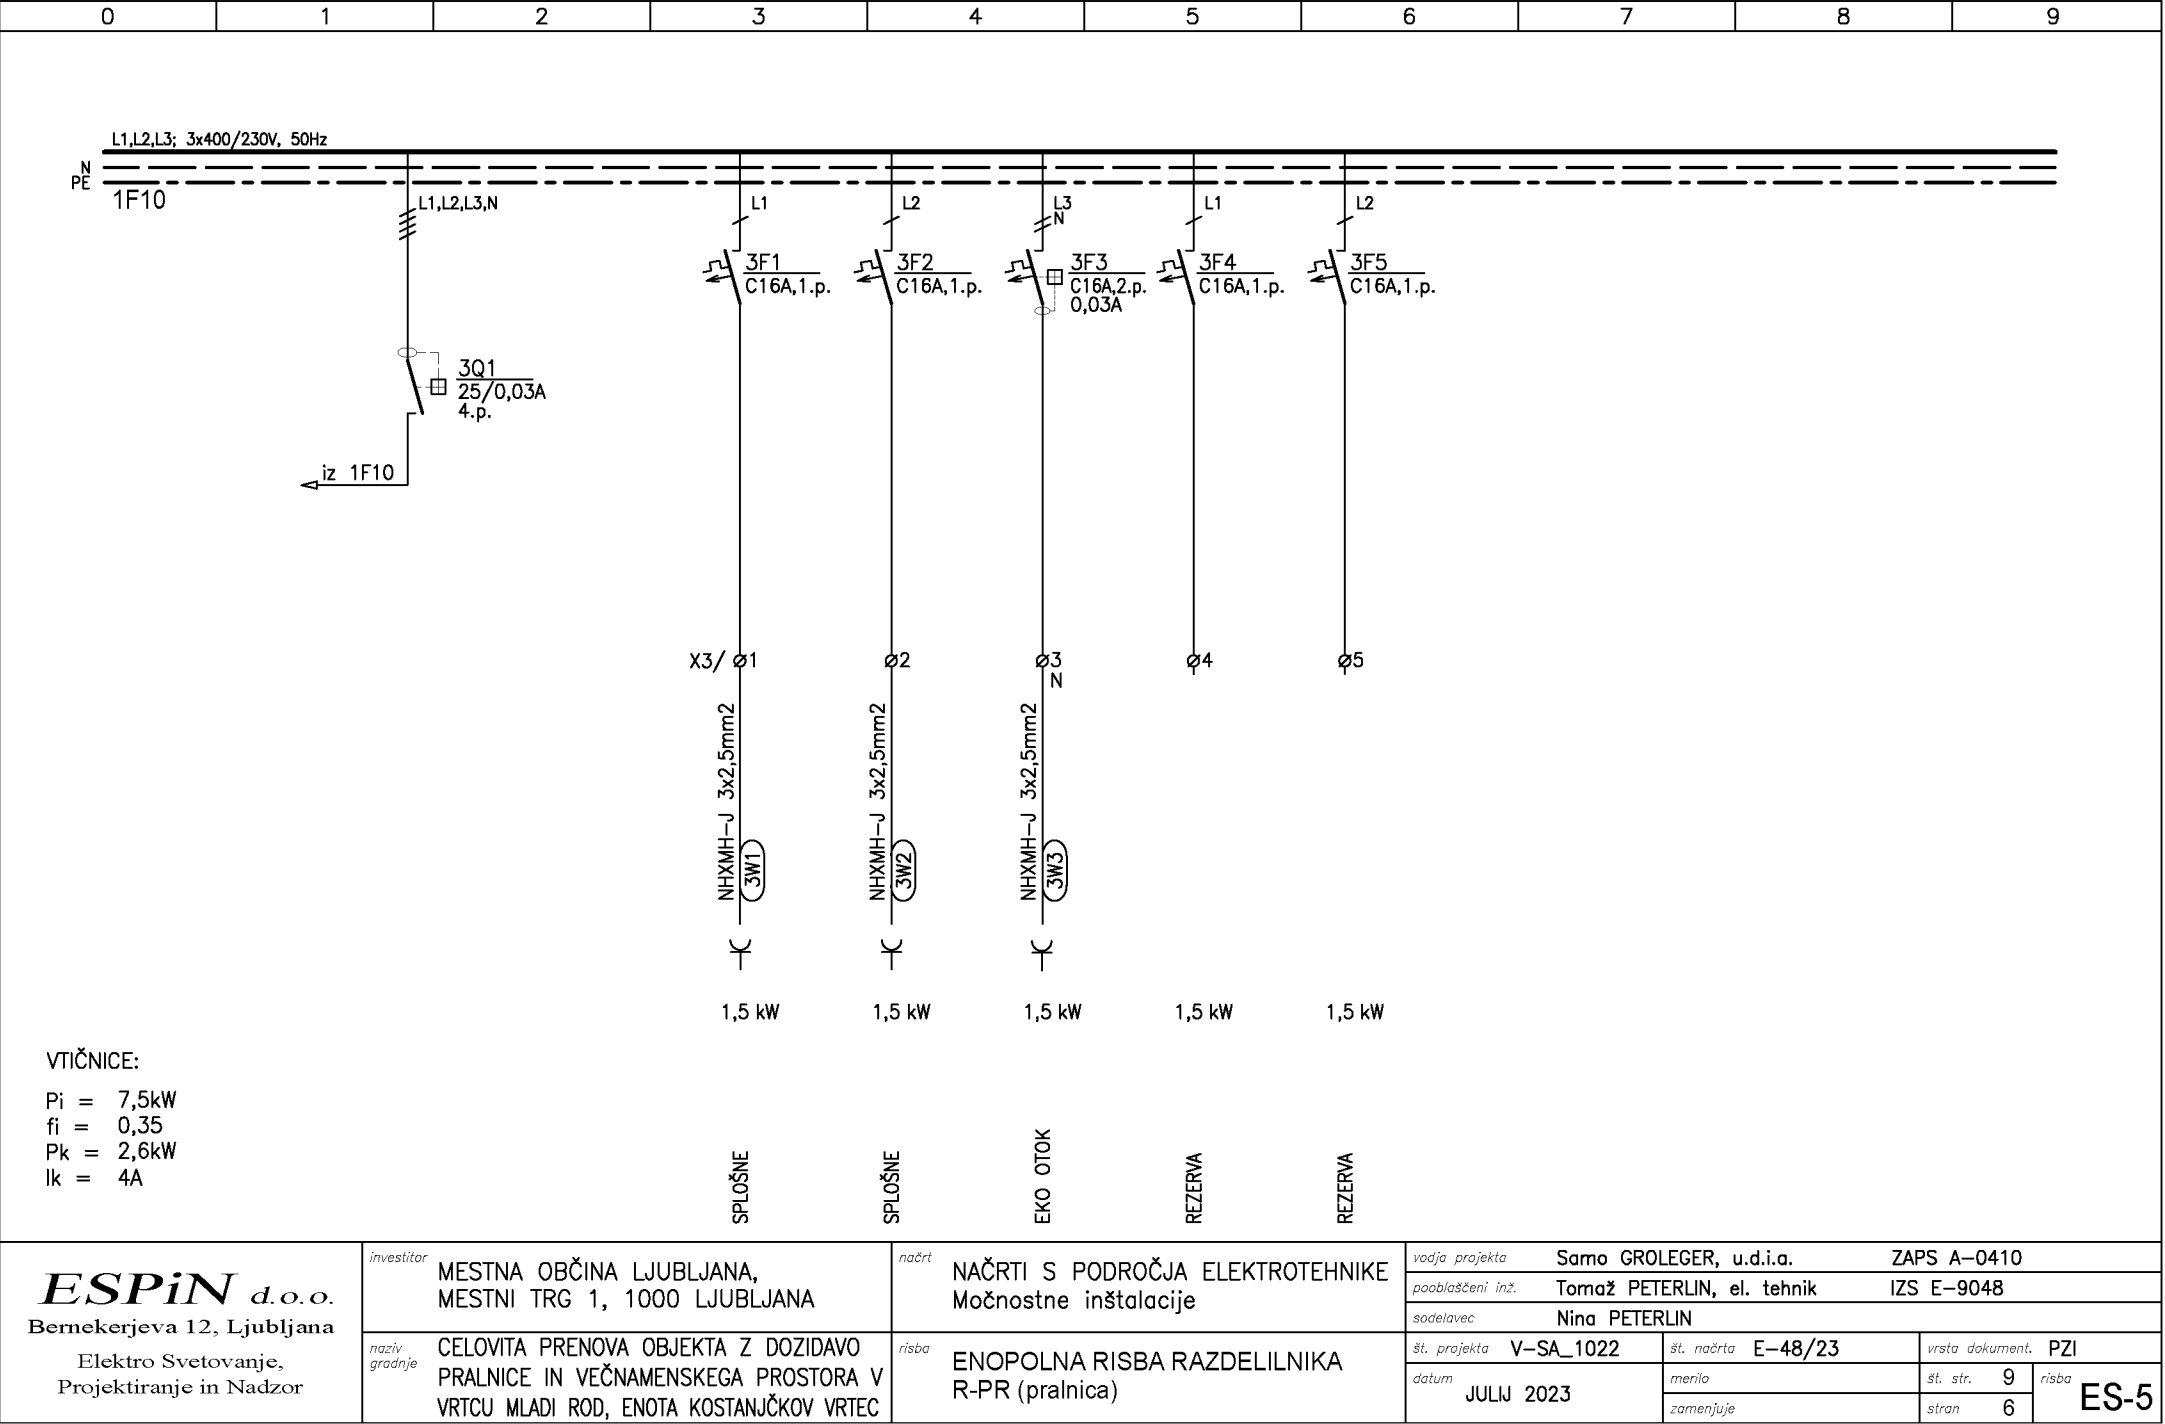 0 1 2 3 4 5 6 7 8 9
L1,L2,L3; 3x400/230V, 50Hz
N
PE
1F10
L1,L2,L3,N
L1
L2
L3
N
L1
L2
3F1
C16A,1.p.
3F2
C16A,1.p.
3F3
C16A,2.p.
0,03A
3F4
C16A,1.p.
3F5
C16A,1.p.
3Q1
25/0,03A
4.p.
iz 1F10
X3/ 1
2
3
N
4
5
NHXMH-J 3x2,5mm2
3W1
NHXMH-J 3x2,5mm2
3W2
NHXMH-J 3x2,5mm2
3W3
1,5 kW
1,5 kW
1,5 kW
1,5 kW
1,5 kW
VTIČNICE:
Pi = 7,5kW
fi = 0,35
Pk = 2,6kW
Ik = 4A
SPLOŠNE
SPLOŠNE
EKO OTOK
REZERVA
REZERVA
ESPiN d.o.o.
Bernekerjeva 12, Ljubljana
Elektro Svetovanje,
Projektiranje in Nadzor
investitor
MESTNA OBČINA LJUBLJANA,
MESTNI TRG 1, 1000 LJUBLJANA
naziv
gradnje
CELOVITA PRENOVA OBJEKTA Z DOZIDAVO
PRALNICE IN VEČNAMENSKEGA PROSTORA V
VRTCU MLADI ROD, ENOTA KOSTANJČKOV VRTEC
načrt
NAČRTI S PODROČJA ELEKTROTEHNIKE
Močnostne inštalacije
risba
ENOPOLNA RISBA RAZDELILNIKA
R-PR (pralnica)
vodja projekta Samo GROLEGER, u.d.i.a. ZAPS A-0410
pooblaščeni inž. Tomaž PETERLIN, el. tehnik IZS E-9048
sodelavec Nina PETERLIN
št. projekta V-SA_1022
št. načrta E-48/23
vrsta dokument. PZI
datum JULIJ 2023
merilo
zamenjuje
št. str. 9
stran 6
risba ES-5